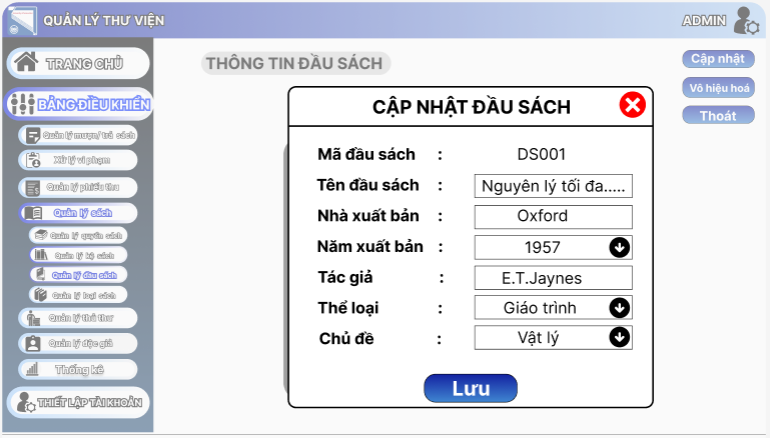 QUẢN LÝ THƯ VIỆN
ADMIN
TRANG CHỦ
BẢNG ĐIỀU KHIỂN
Quản lý mượn/ trả sách
Xử lý vi phạm
Quản lý phiếu thu
Quản lý sách
Quản lý quyển sách
Quản lý kệ sách
Quản lý đầu sách
Quản lý loại sách
Quản lý thủ thư
Quản lý độc giả
Thống kê
THIẾT LẬP TÀI KHOẢN
THÔNG TIN ĐẦU SÁCH
Cập nhật
Vô hiệu hoá
Thoát
CẬP NHẬT ĐẦU SÁCH
Mã đầu sách : DS001
Tên đầu sách : Nguyên lý tối đa.....
Nhà xuất bản : Oxford
Năm xuất bản : 1957
Tác giả : E.T.Jaynes
Thể loại : Giáo trình
Chủ đề : Vật lý
Lưu